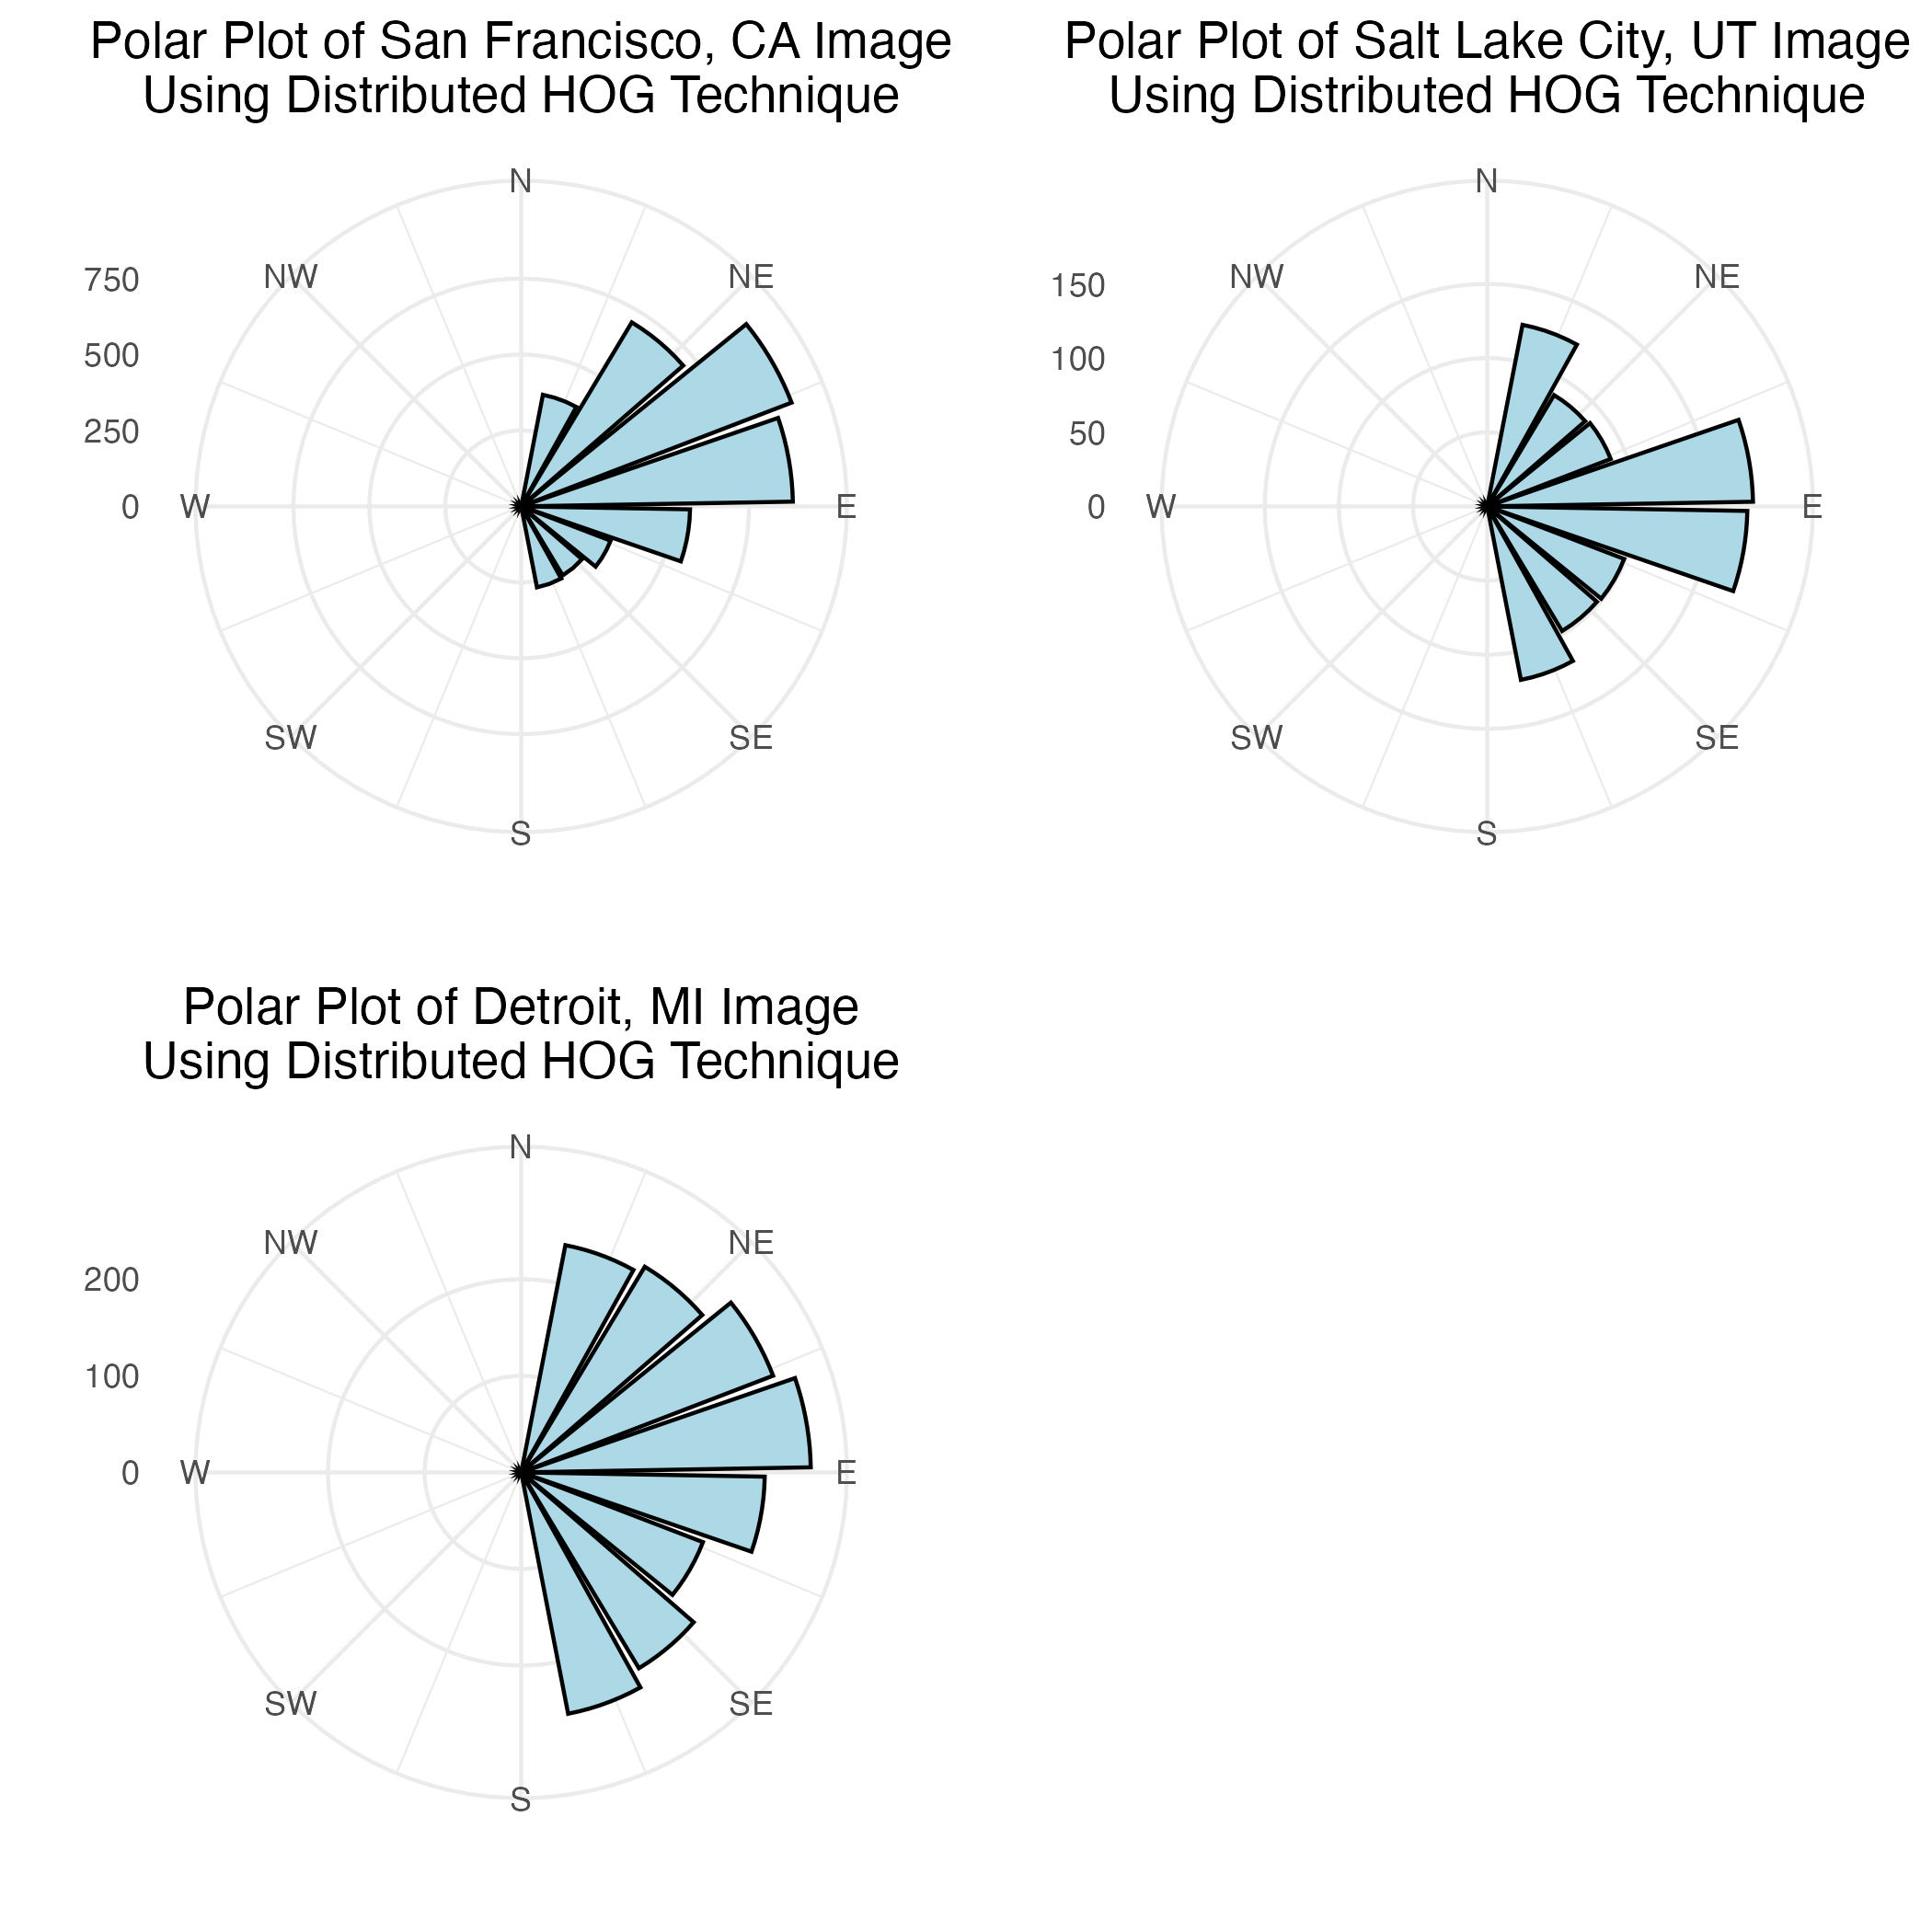 Polar Plot of San Francisco, CA Image
Using Distributed HOG Technique
N
NE
E
SE
S
SW
W
NW
750
500
250
0
Polar Plot of Salt Lake City, UT Image
Using Distributed HOG Technique
N
NE
E
SE
S
SW
W
NW
150
100
50
0
Polar Plot of Detroit, MI Image
Using Distributed HOG Technique
N
NE
E
SE
S
SW
W
NW
200
100
0